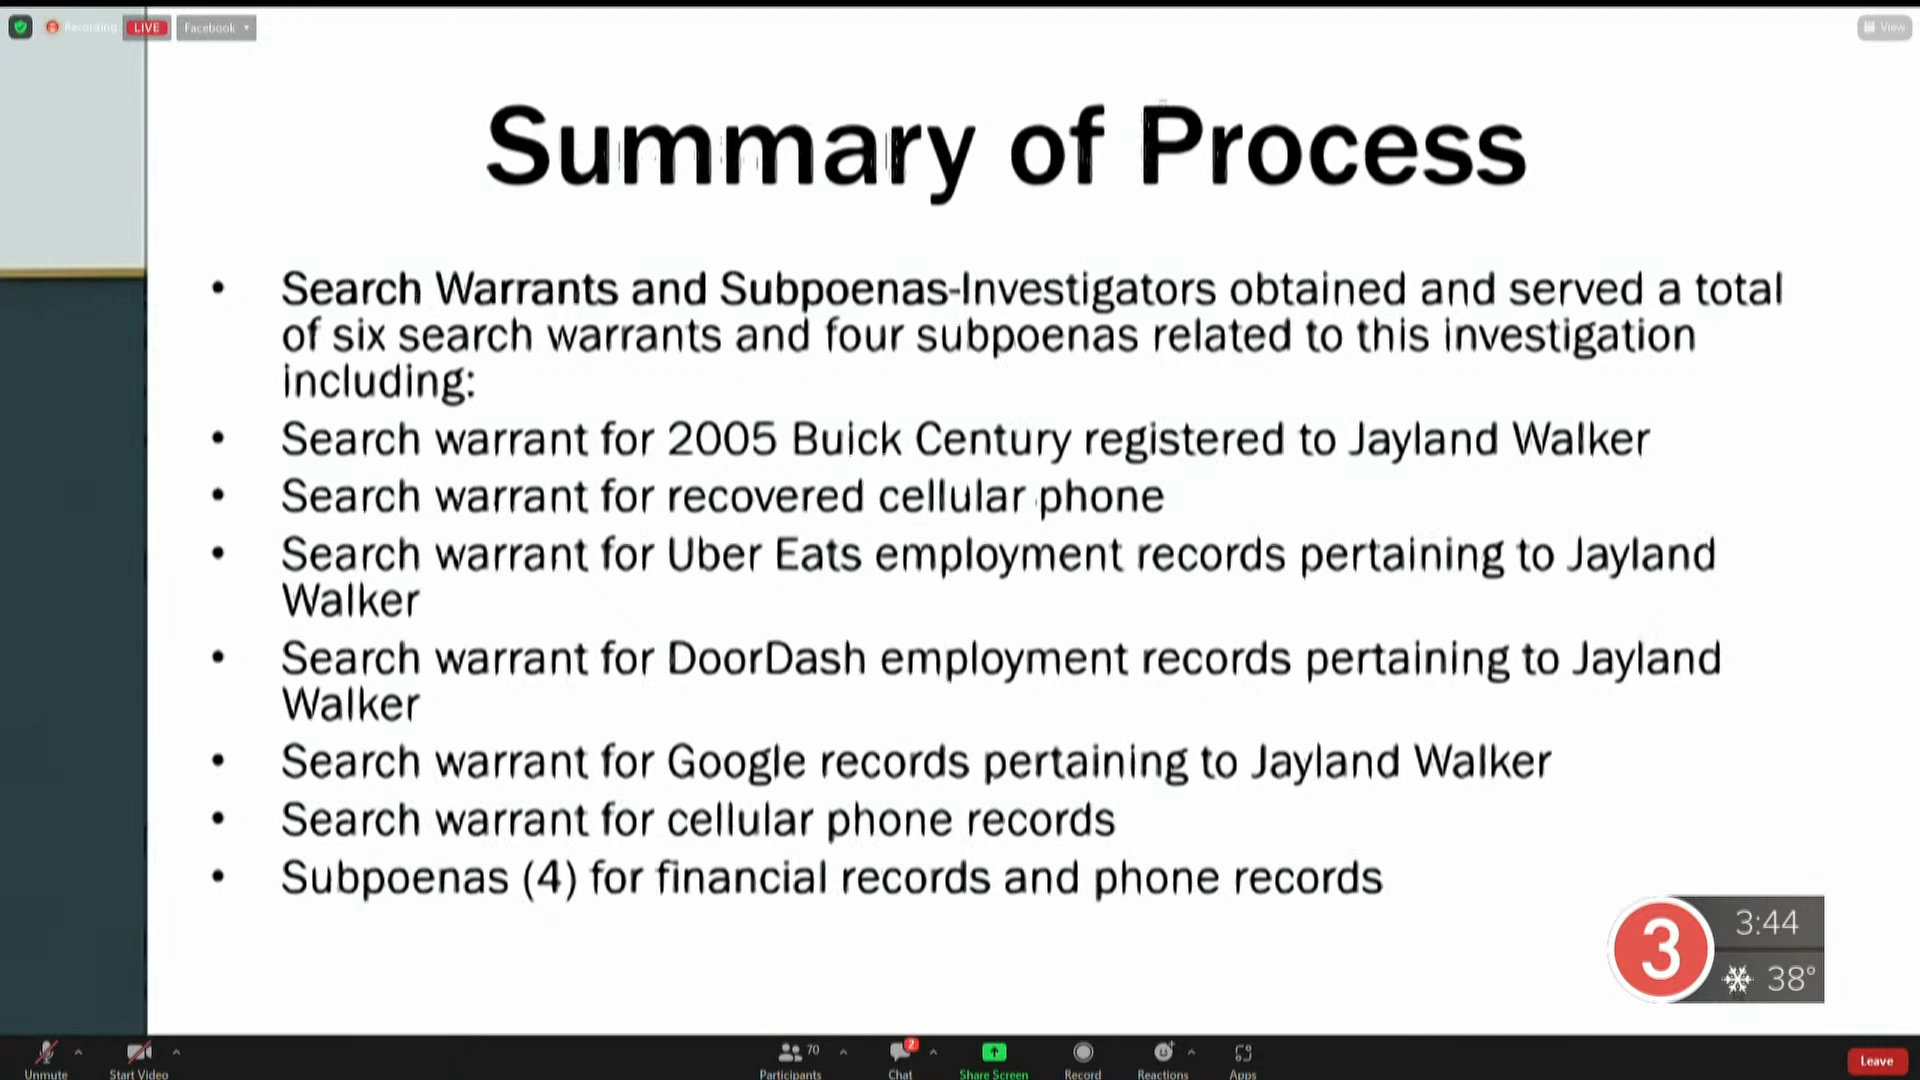 Recording LIVE Facebook View
Summary of Process
• Search Warrants and Subpoenas-Investigators obtained and served a total
of six search warrants and four subpoenas related to this investigation
including:
• Search warrant for 2005 Buick Century registered to Jayland Walker
• Search warrant for recovered cellular phone
• Search warrant for Uber Eats employment records pertaining to Jayland
Walker
• Search warrant for DoorDash employment records pertaining to Jayland
Walker
• Search warrant for Google records pertaining to Jayland Walker
• Search warrant for cellular phone records
• Subpoenas (4) for financial records and phone records
3 3:44
38°
70 2
Unmute Start Video Participants Chat Share Screen Record Reactions Apps Leave